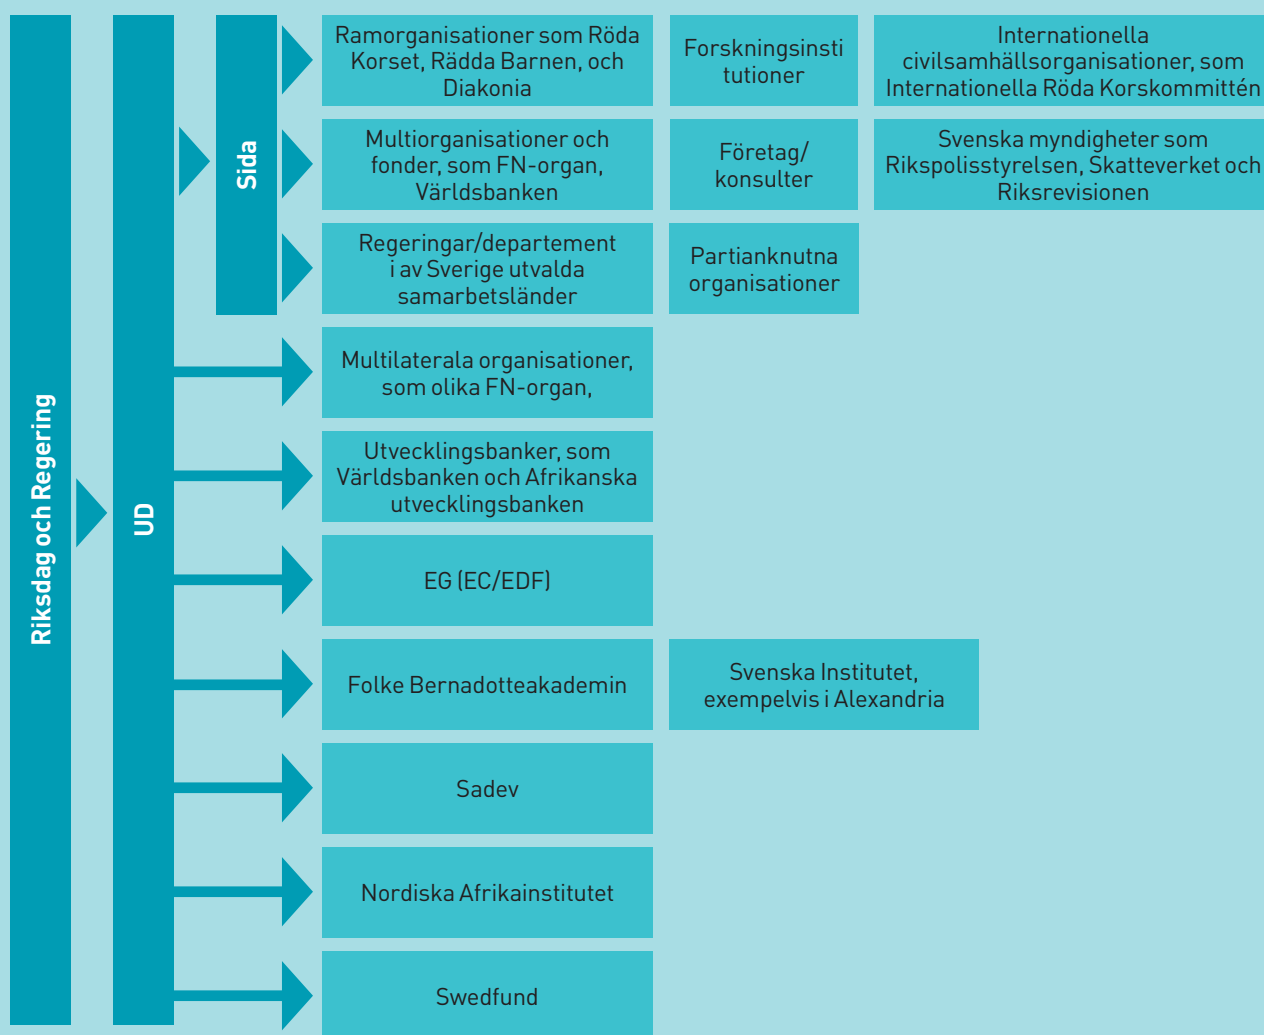 Riksdag och Regering
UD
Sida
Ramorganisationer som Röda
Korset, Rädda Barnen, och
Diakonia
Forskningsinsti
tutioner
Internationella
civilsamhällsorganisationer, som
Internationella Röda Korskommittén
Multiorganisationer och
fonder, som FN-organ,
Världsbanken
Företag/
konsulter
Svenska myndigheter som
Rikspolisstyrelsen, Skatteverket och
Riksrevisionen
Regeringar/departement
i av Sverige utvalda
samarbetsländer
Partianknutna
organisationer
Multilaterala organisationer,
som olika FN-organ,
Utvecklingsbanker, som
Världsbanken och Afrikanska
utvecklingsbanken
EG (EC/EDF)
Folke Bernadotteakademin
Svenska Institutet,
exempelvis i Alexandria
Sadev
Nordiska Afrikainstitutet
Swedfund